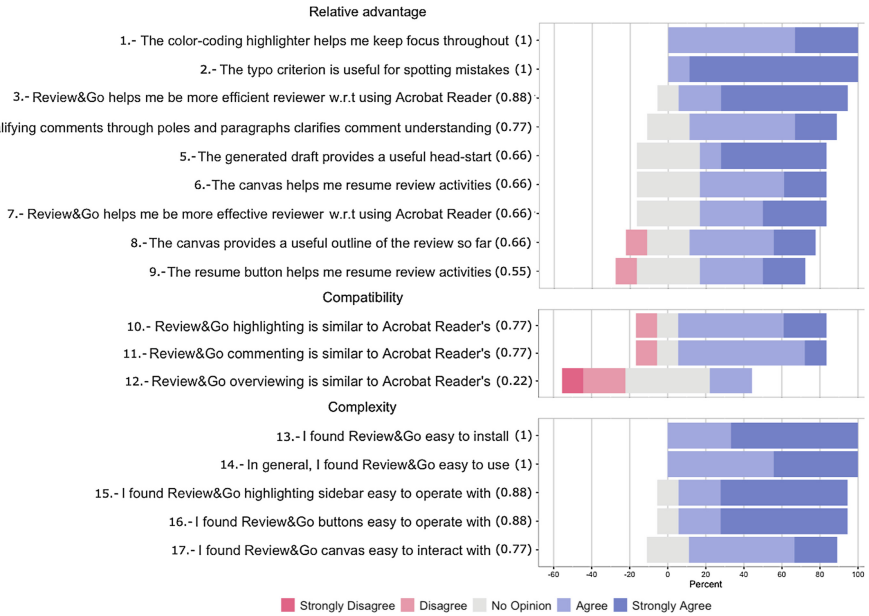 Relative advantage
1.- The color-coding highlighter helps me keep focus throughout (1)
2.- The typo criterion is useful for spotting mistakes (1)
3.- Review&Go helps me be more efficient reviewer w.r.t using Acrobat Reader (0.88)
comments through poles and paragraphs clarifies comment understanding (0.77)
5.-The generated draft provides a useful head-start (0.66)
6.-The canvas helps me resume review activities (0.66)
7.- Review&Go helps me be more effective reviewer w.r.t using Acrobat Reader (0.66)
8.-The canvas provides a useful outline of the review so far (0.66)
9.-The resume button helps me resume review activities (0.55)
Compatibility
10.- Review&Go highlighting is similar to Acrobat Reader's (0.77)
11.- Review&Go commenting is similar to Acrobat Reader's (0.77)
12.- Review&Go overviewing is similar to Acrobat Reader's (0.22)
Complexity
13.- I found Review&Go easy to install (1)
14.- In general, I found Review&Go easy to use (1)
15.- I found Review&Go highlighting sidebar easy to operate with (0.88)
16.- I found Review&Go buttons easy to operate with (0.88)
17.- I found Review&Go canvas easy to interact with (0.77)
-60 -40 -20 0 20 40 60 80 100
Percent
Strongly Disagree Disagree No Opinion Agree Strongly Agree